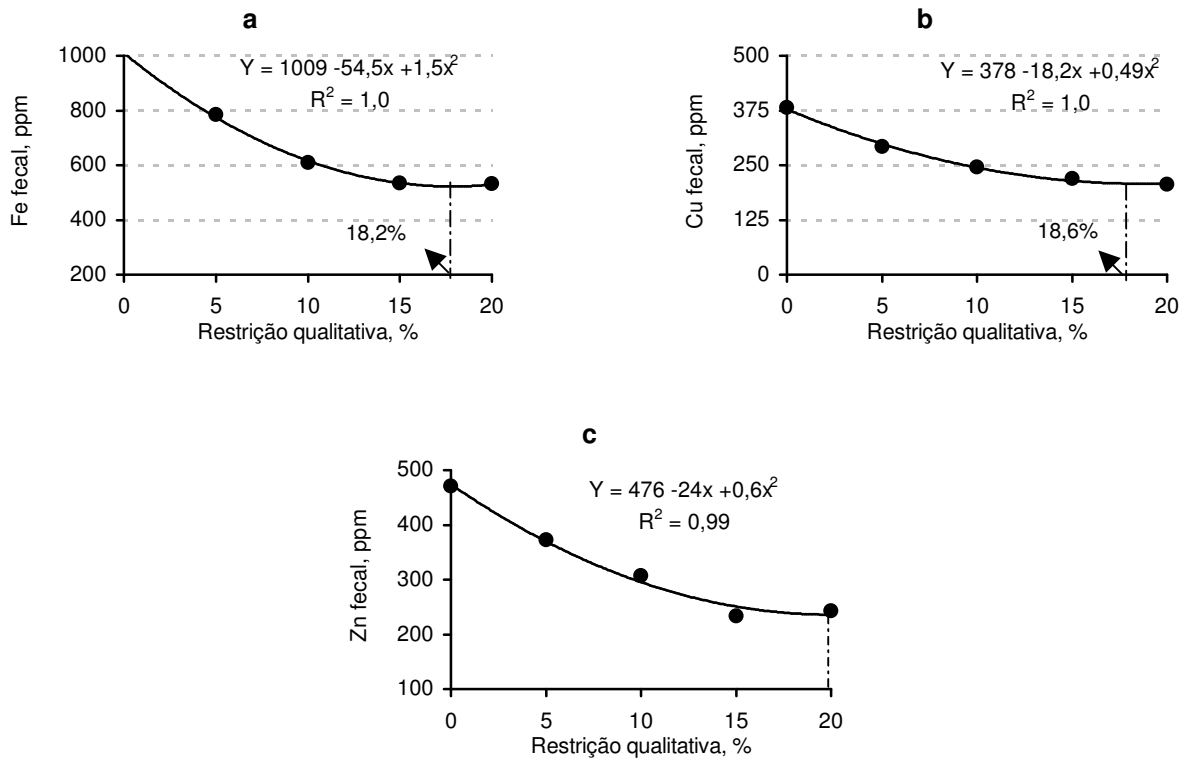 a
Y = 1009 -54,5x +1,5x²
R² = 1,0
1000
800
600
400
200
Fe fecal, ppm
18,2%
0 5 10 15 20
Restrição qualitativa, %
b
Y = 378 -18,2x +0,49x²
R² = 1,0
500
375
250
125
0
Cu fecal, ppm
18,6%
0 5 10 15 20
Restrição qualitativa, %
c
Y = 476 -24x +0,6x²
R² = 0,99
500
400
300
200
100
Zn fecal, ppm
0 5 10 15 20
Restrição qualitativa, %